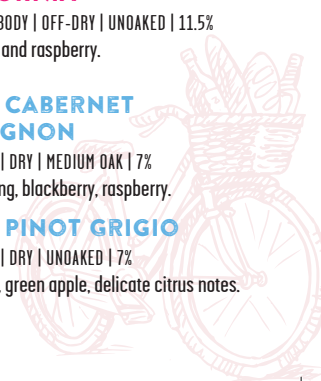 BODY | OFF-DRY | UNOAKED | 11.5%
and raspberry.
CABERNET
GNON
| DRY | MEDIUM OAK | 7%
ng, blackberry, raspberry.
PINOT GRIGIO
| DRY | UNOAKED | 7%
, green apple, delicate citrus notes.